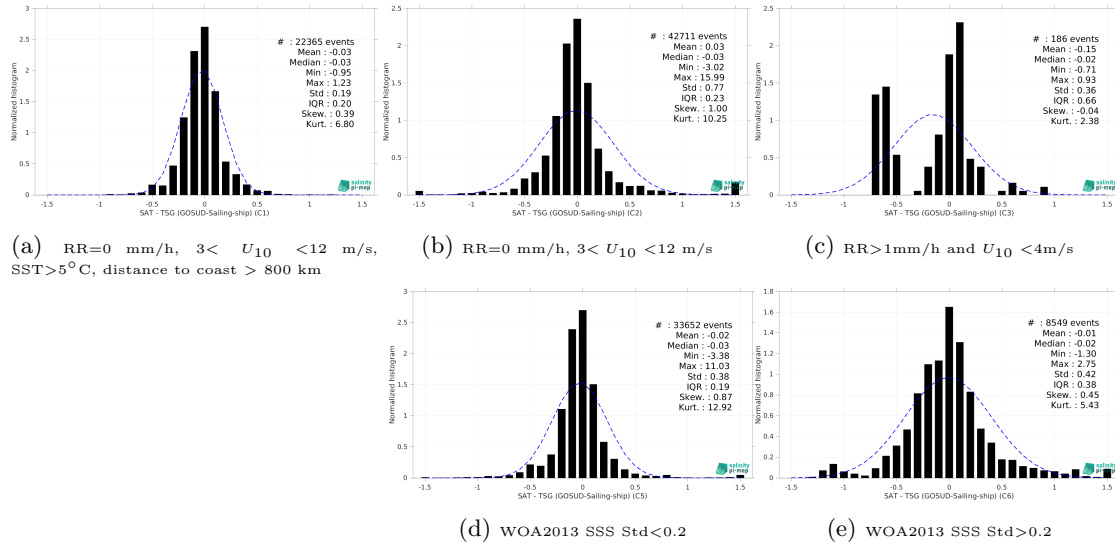 3
2.5
2
1.5
1
0.5
0
Normalized histogram
# : 22365 events
Mean : -0.03
Median : -0.03
Min : -0.95
Max : 1.23
Std : 0.19
IQR : 0.20
Skew. : 0.39
Kurt. : 6.80
salinity
pi-mep
-1.5 -1 -0.5 0 0.5 1 1.5
SAT - TSG (GOSUD-Sailing-ship) (C1)
(a) RR=0 mm/h, 3< U10 <12 m/s,
SST>5°C, distance to coast > 800 km
2.5
2
1.5
1
0.5
0
Normalized histogram
# : 42711 events
Mean : 0.03
Median : -0.03
Min : -3.02
Max : 15.99
Std : 0.77
IQR : 0.23
Skew. : 1.00
Kurt. : 10.25
salinity
pi-mep
-1.5 -1 -0.5 0 0.5 1 1.5
SAT - TSG (GOSUD-Sailing-ship) (C2)
(b) RR=0 mm/h, 3< U10 <12 m/s
2.5
2
1.5
1
0.5
0
Normalized histogram
# : 186 events
Mean : -0.15
Median : -0.02
Min : -0.71
Max : 0.93
Std : 0.36
IQR : 0.66
Skew. : -0.04
Kurt. : 2.38
salinity
pi-mep
-1.5 -1 -0.5 0 0.5 1 1.5
SAT - TSG (GOSUD-Sailing-ship) (C3)
(c) RR>1mm/h and U10 <4m/s
3
2.5
2
1.5
1
0.5
0
Normalized histogram
# : 33652 events
Mean : -0.02
Median : -0.03
Min : -3.38
Max : 11.03
Std : 0.38
IQR : 0.19
Skew. : 0.87
Kurt. : 12.92
salinity
pi-mep
-1.5 -1 -0.5 0 0.5 1 1.5
SAT - TSG (GOSUD-Sailing-ship) (C5)
(d) WOA2013 SSS Std<0.2
1.8
1.6
1.4
1.2
1
0.8
0.6
0.4
0.2
0
Normalized histogram
# : 8549 events
Mean : -0.01
Median : -0.02
Min : -1.30
Max : 2.75
Std : 0.42
IQR : 0.38
Skew. : 0.45
Kurt. : 5.43
salinity
pi-mep
-1.5 -1 -0.5 0 0.5 1 1.5
SAT - TSG (GOSUD-Sailing-ship) (C6)
(e) WOA2013 SSS Std>0.2